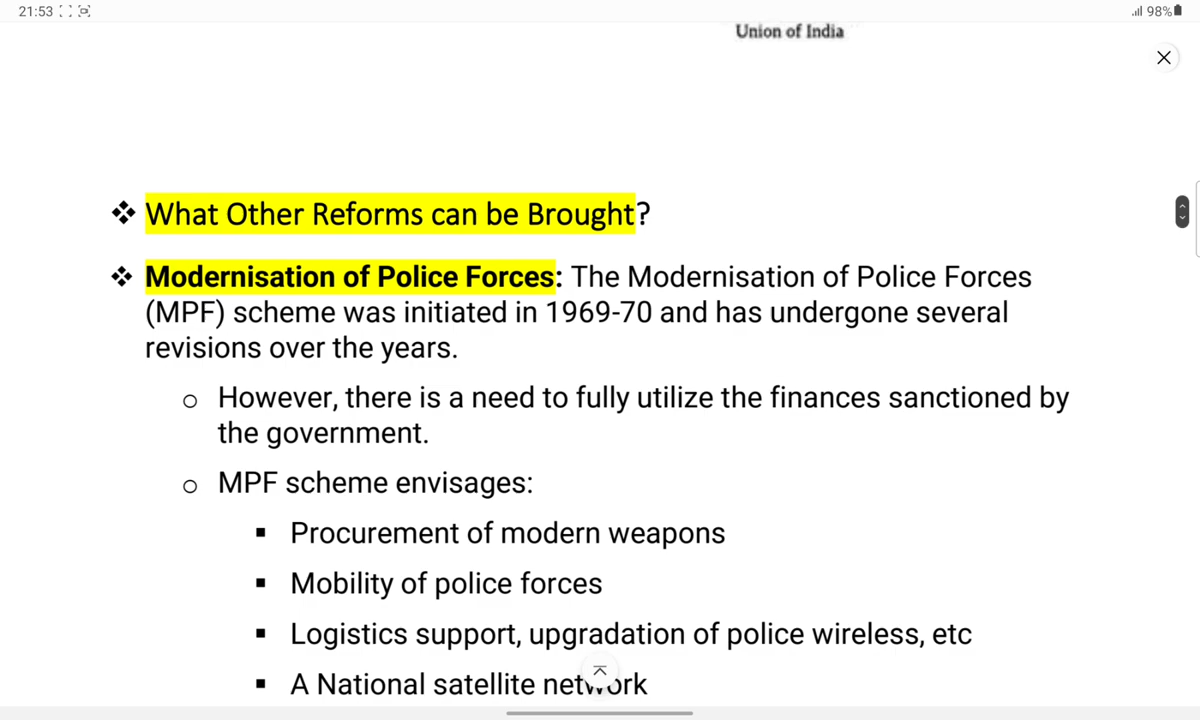 21:53
98%
Union of India
❖ What Other Reforms can be Brought?
❖ Modernisation of Police Forces: The Modernisation of Police Forces
(MPF) scheme was initiated in 1969-70 and has undergone several
revisions over the years.
o However, there is a need to fully utilize the finances sanctioned by
the government.
o MPF scheme envisages:
▪ Procurement of modern weapons
▪ Mobility of police forces
▪ Logistics support, upgradation of police wireless, etc
▪ A National satellite network